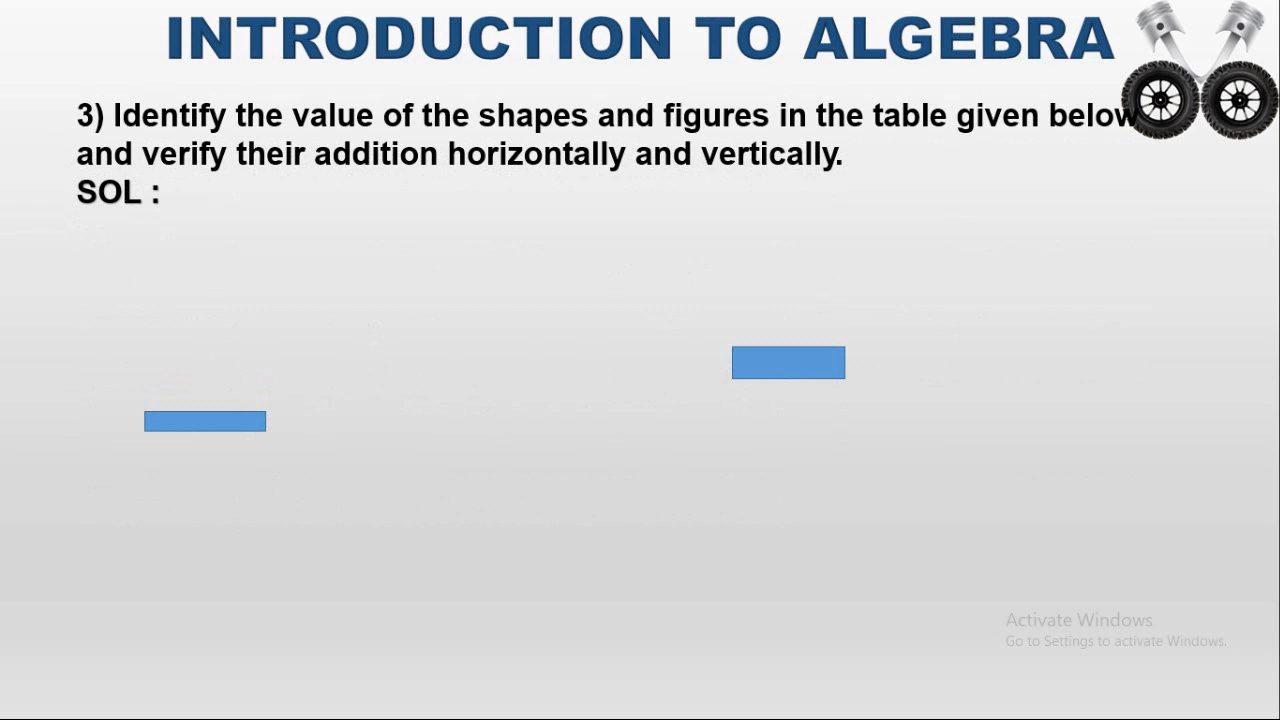 INTRODUCTION TO ALGEBRA
3) Identify the value of the shapes and figures in the table given below
and verify their addition horizontally and vertically.
SOL :
Activate Windows
Go to Settings to activate Windows.